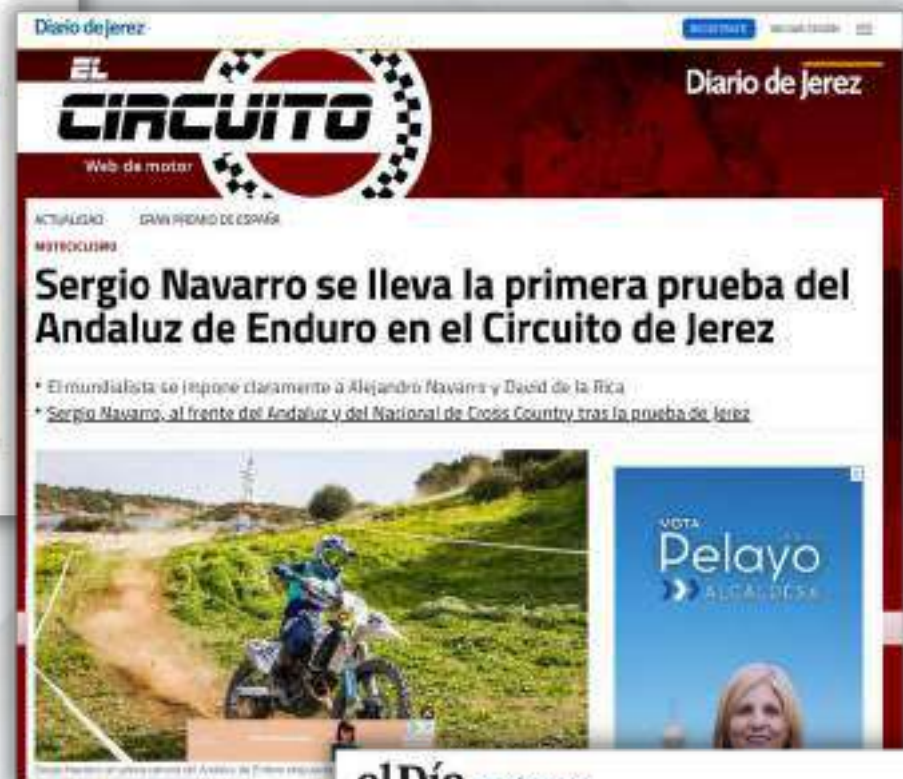 Diario de Jerez
REGÍSTRATE
EL
CIRCUITO
Web de motor
Diario de Jerez
ACTUALIDAD GRAN PREMIO DE ESPAÑA
MOTOCICLISMO
Sergio Navarro se lleva la primera prueba del
Andaluz de Enduro en el Circuito de Jerez
• El mundialista se impone claramente a Alejandro Navarro y David de la Rica
• Sergio Navarro, al frente del Andaluz y del Nacional de Cross Country tras la prueba de Jerez
VOTA
Pelayo
ALCALDESA
el Día